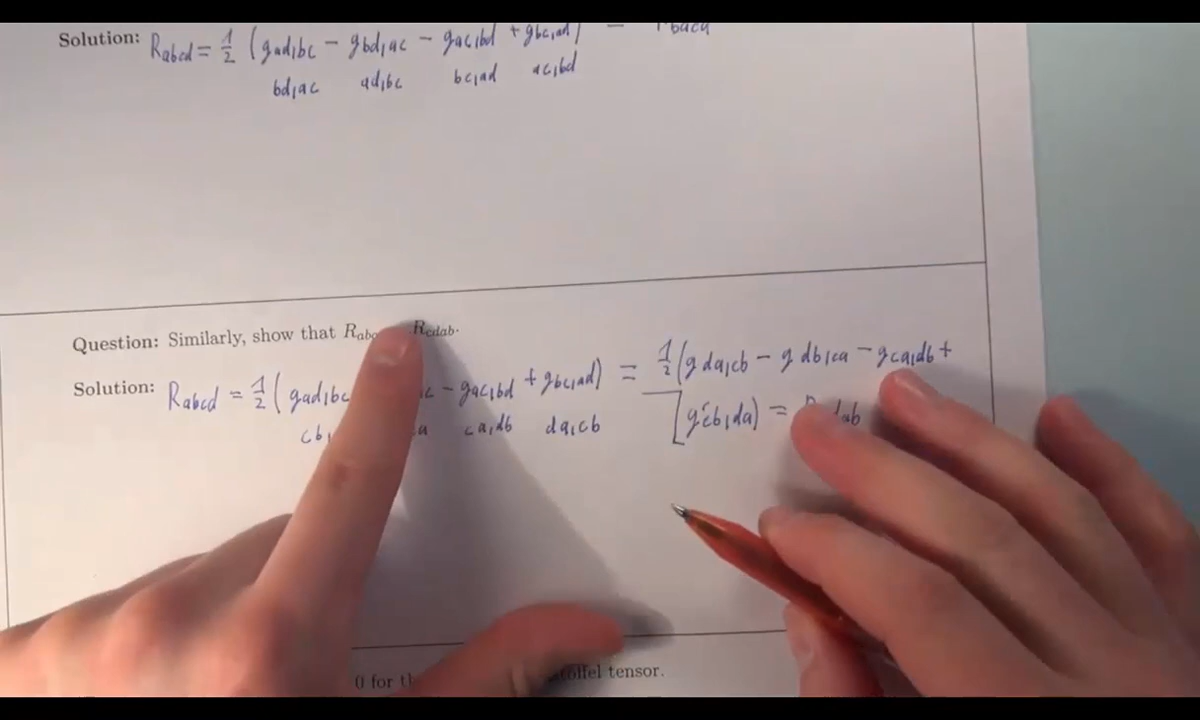 Solution: Rabcd = 1/2 (gad,bc − gbd,ac − gac,bd + gbc,ad) =
bd,ac ad,bc bc,ad ac,bd
Question: Similarly, show that Rabc Rcdab.
Solution: Rabcd = 1/2 (gad,bc − gac,bd + gbc,ad) = 1/2 (gda,cb − gdb,ca − gca,db +
cb, a ca,db da,cb gcb,da) =
0 for tensor.